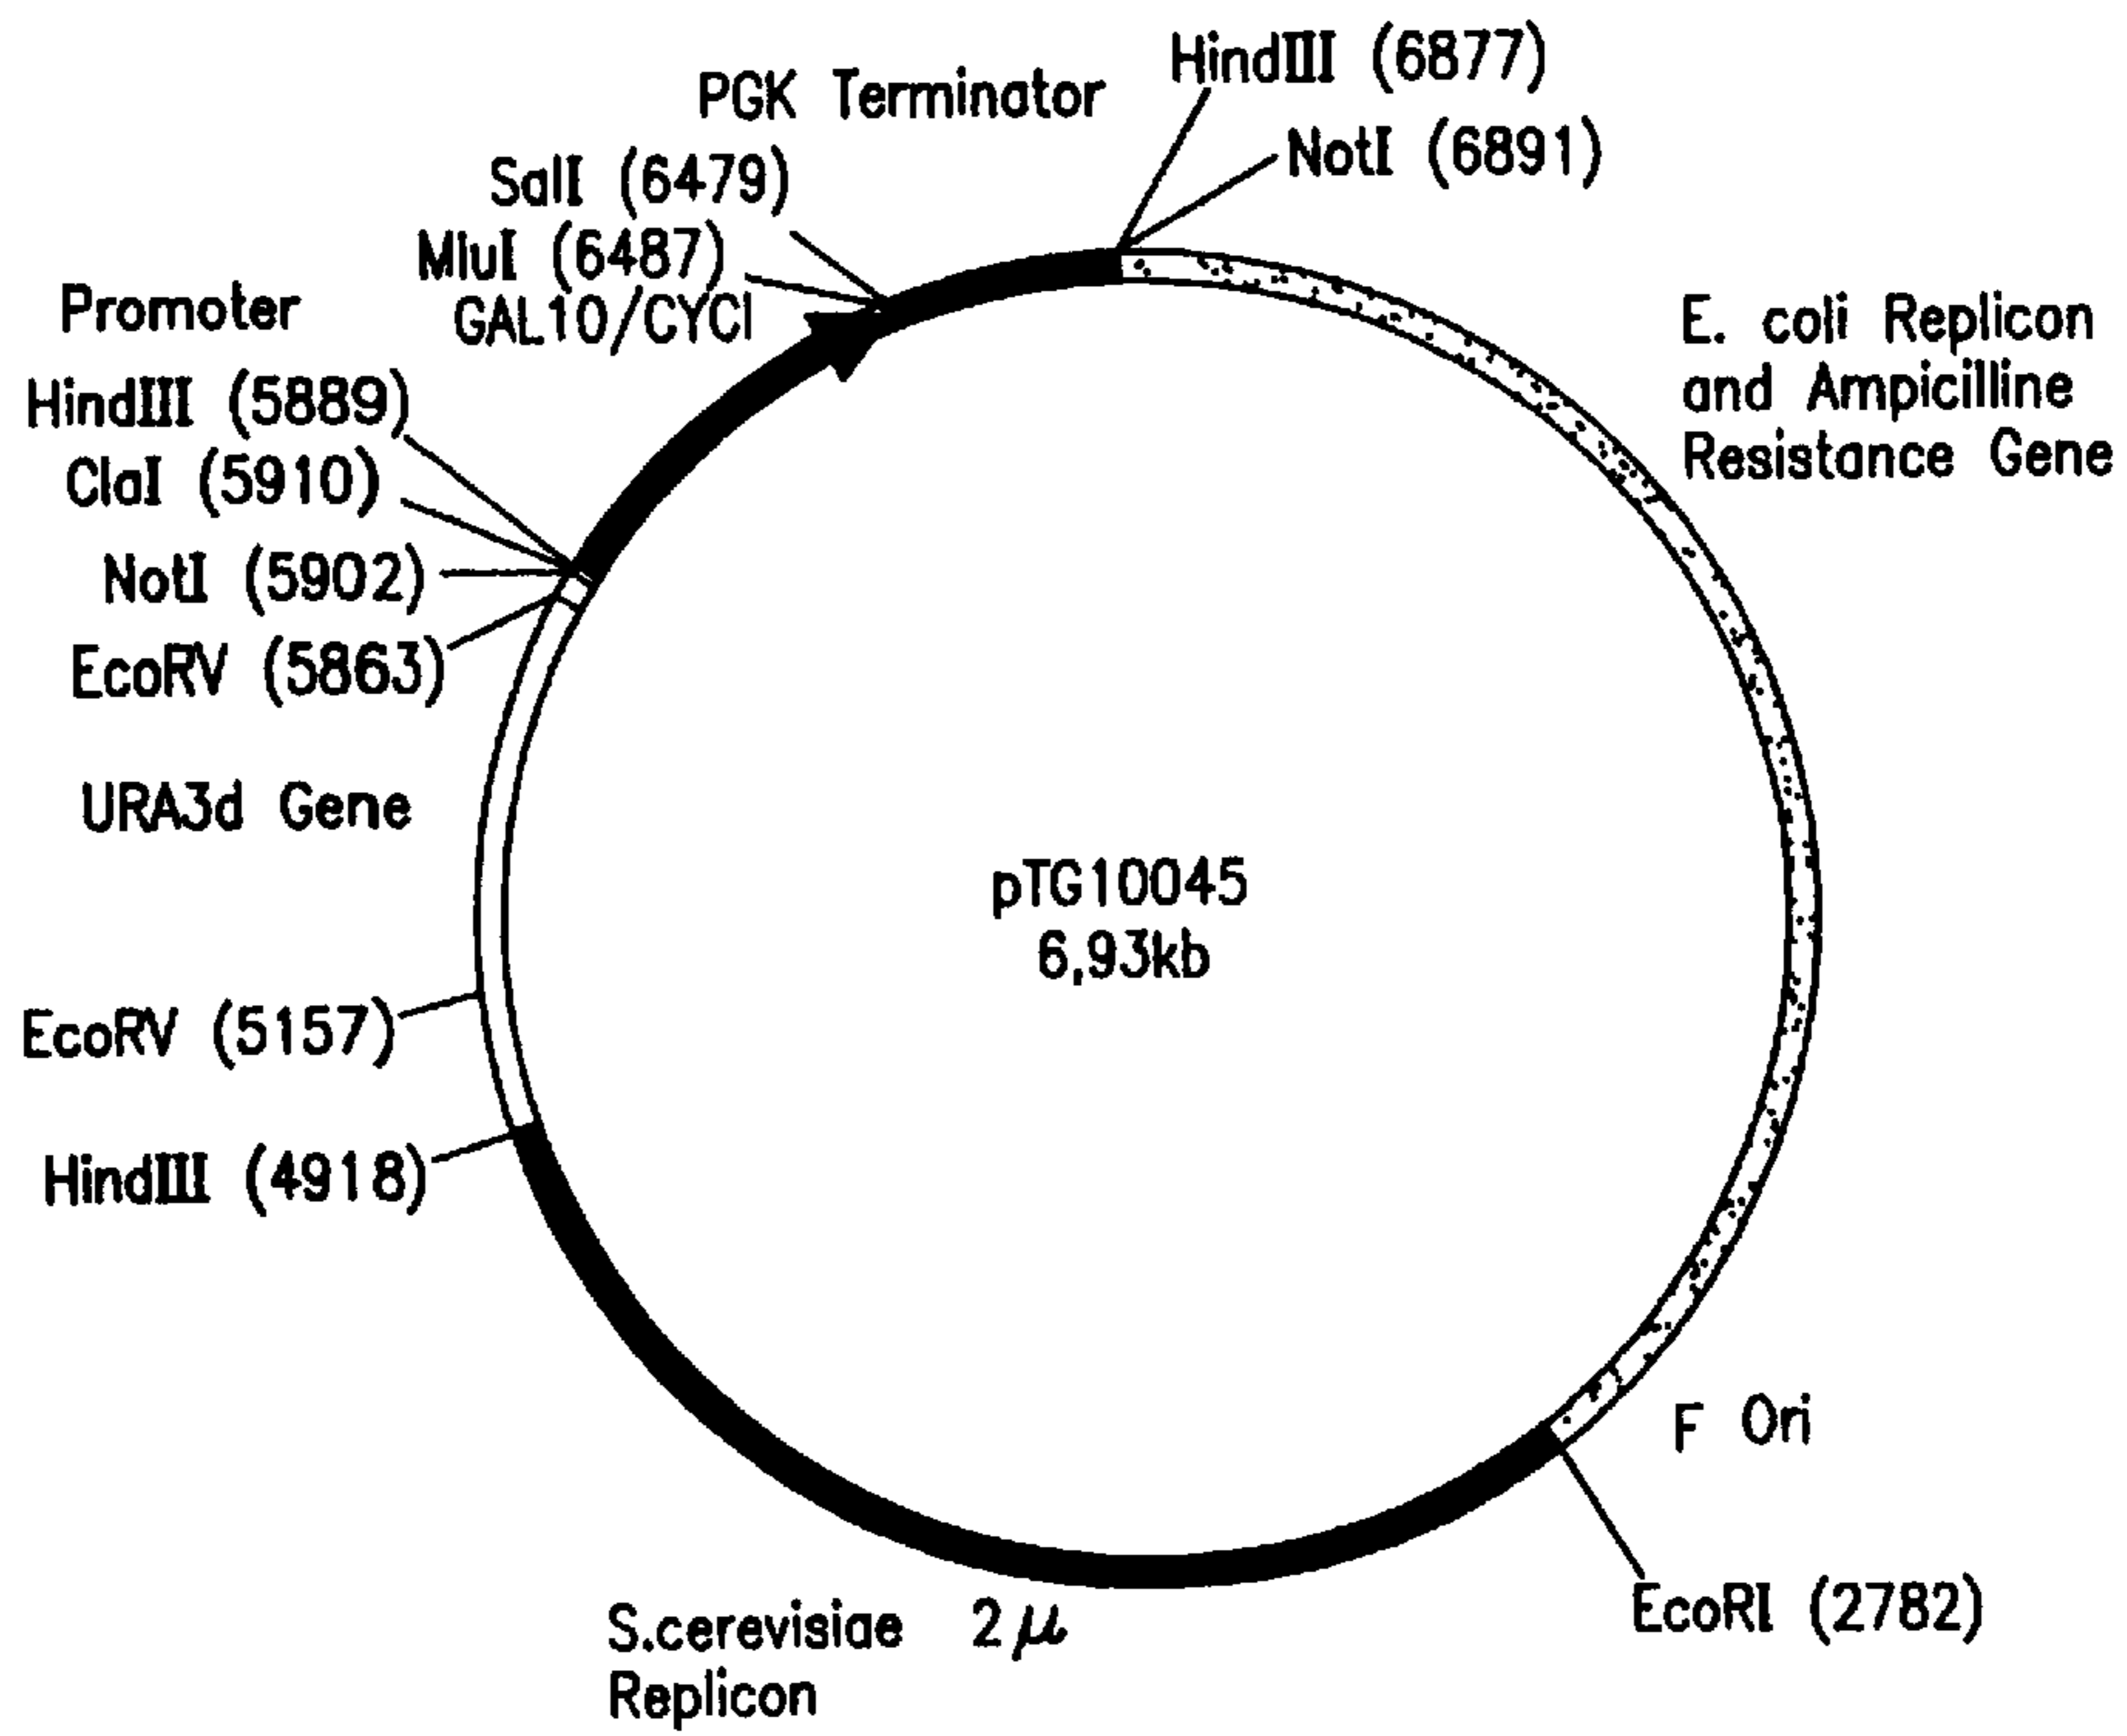 HindIII (6877)
PGK Terminator
NotI (6891)
SalI (6479)
MluI (6487)
GAL10/CYCI
Promoter
HindIII (5889)
ClaI (5910)
NotI (5902)
EcoRV (5863)
URA3d Gene
EcoRV (5157)
HindIII (4918)
E. coli Replicon
and Ampicilline
Resistance Gene
pTG10045
6,93kb
F Ori
EcoRI (2782)
S.cerevisiae 2μ
Replicon